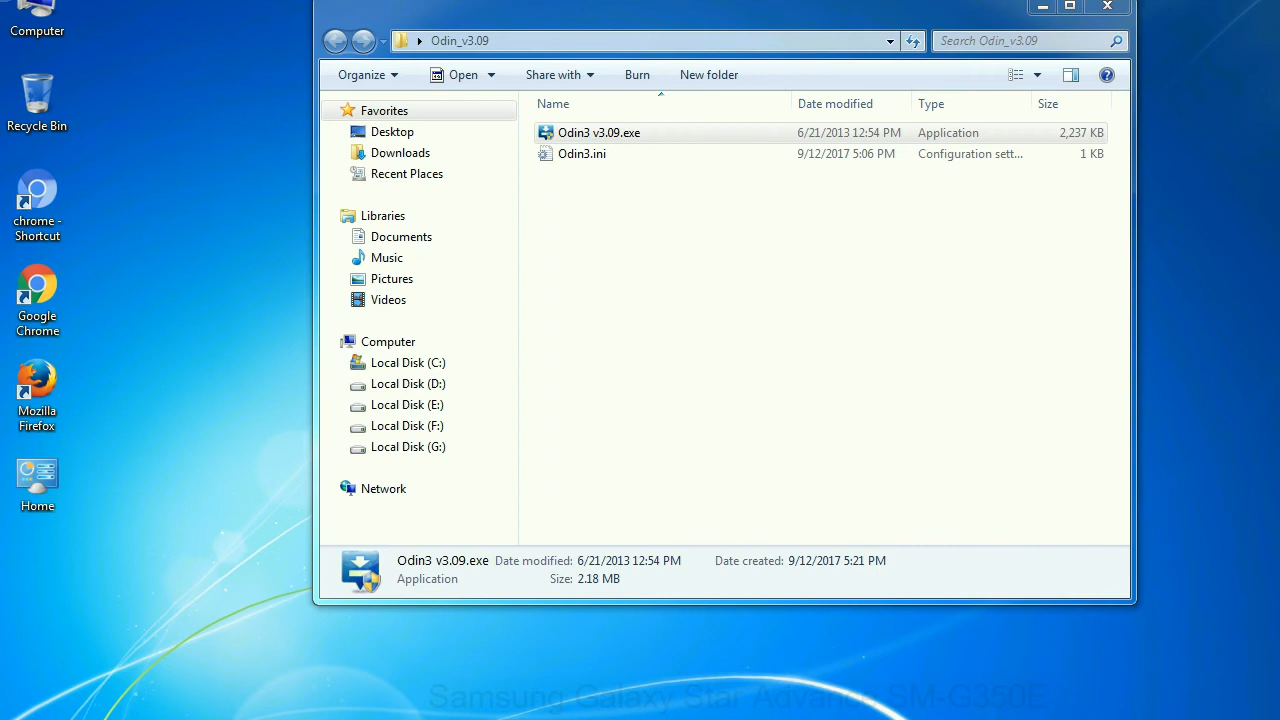 Computer
Recycle Bin
chrome -
Shortcut
Google
Chrome
Mozilla
Firefox
Home
Odin_v3.09
Search Odin_v3.09
Organize
Open
Share with
Burn
New folder
Favorites
Desktop
Downloads
Recent Places
Libraries
Documents
Music
Pictures
Videos
Computer
Local Disk (C:)
Local Disk (D:)
Local Disk (E:)
Local Disk (F:)
Local Disk (G:)
Network
Name Date modified Type Size
Odin3 v3.09.exe 6/21/2013 12:54 PM Application 2,237 KB
Odin3.ini 9/12/2017 5:06 PM Configuration sett... 1 KB
Odin3 v3.09.exe Date modified: 6/21/2013 12:54 PM Date created: 9/12/2017 5:21 PM
Application Size: 2.18 MB
Samsung Galaxy Star Advance SM-G350E